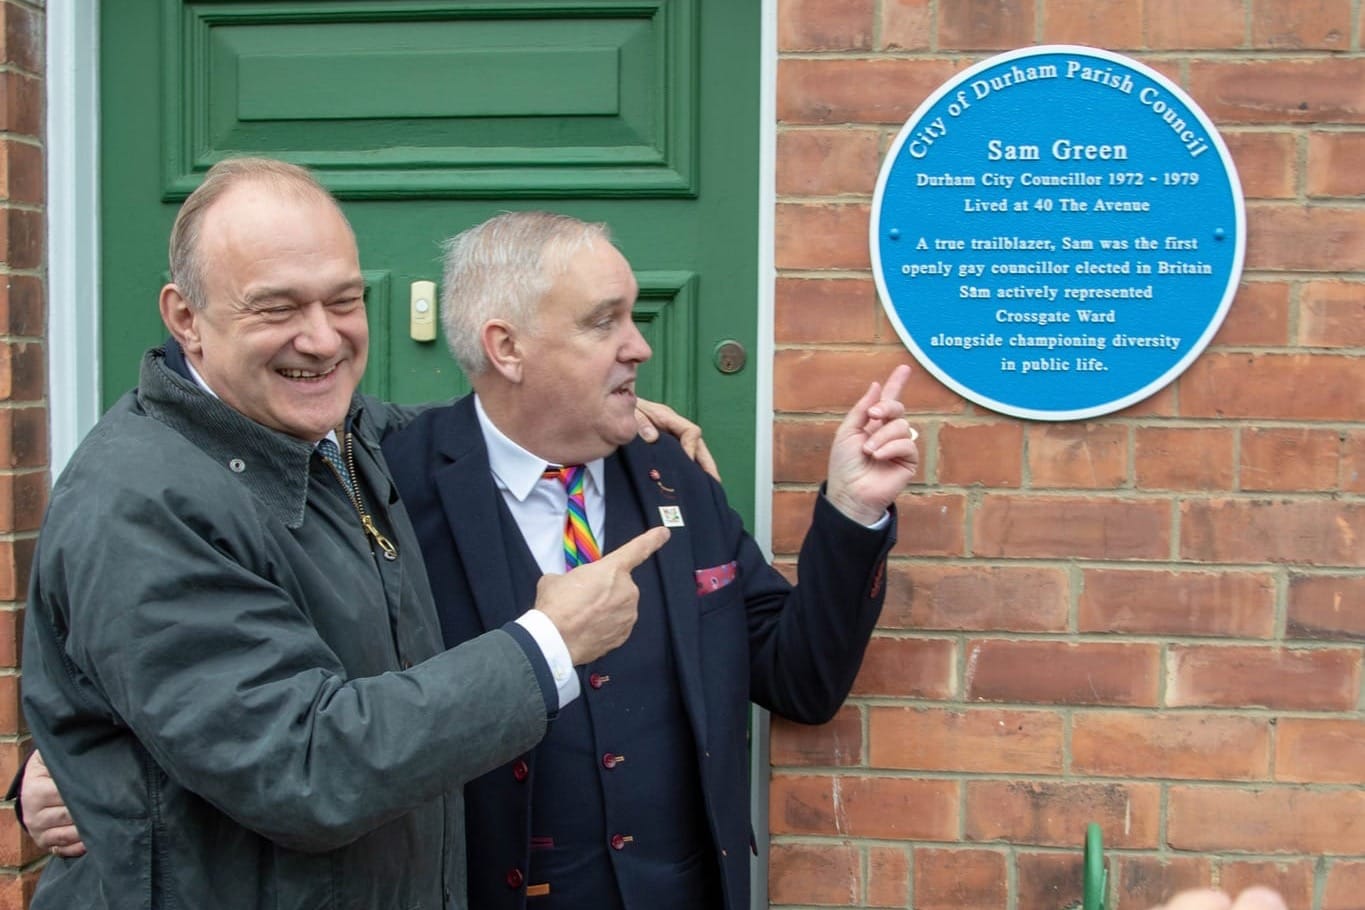 City of Durham Parish Council
Sam Green
Durham City Councillor 1972 - 1979
Lived at 40 The Avenue
A true trailblazer, Sam was the first
openly gay councillor elected in Britain
Sam actively represented
Crossgate Ward
alongside championing diversity
in public life.